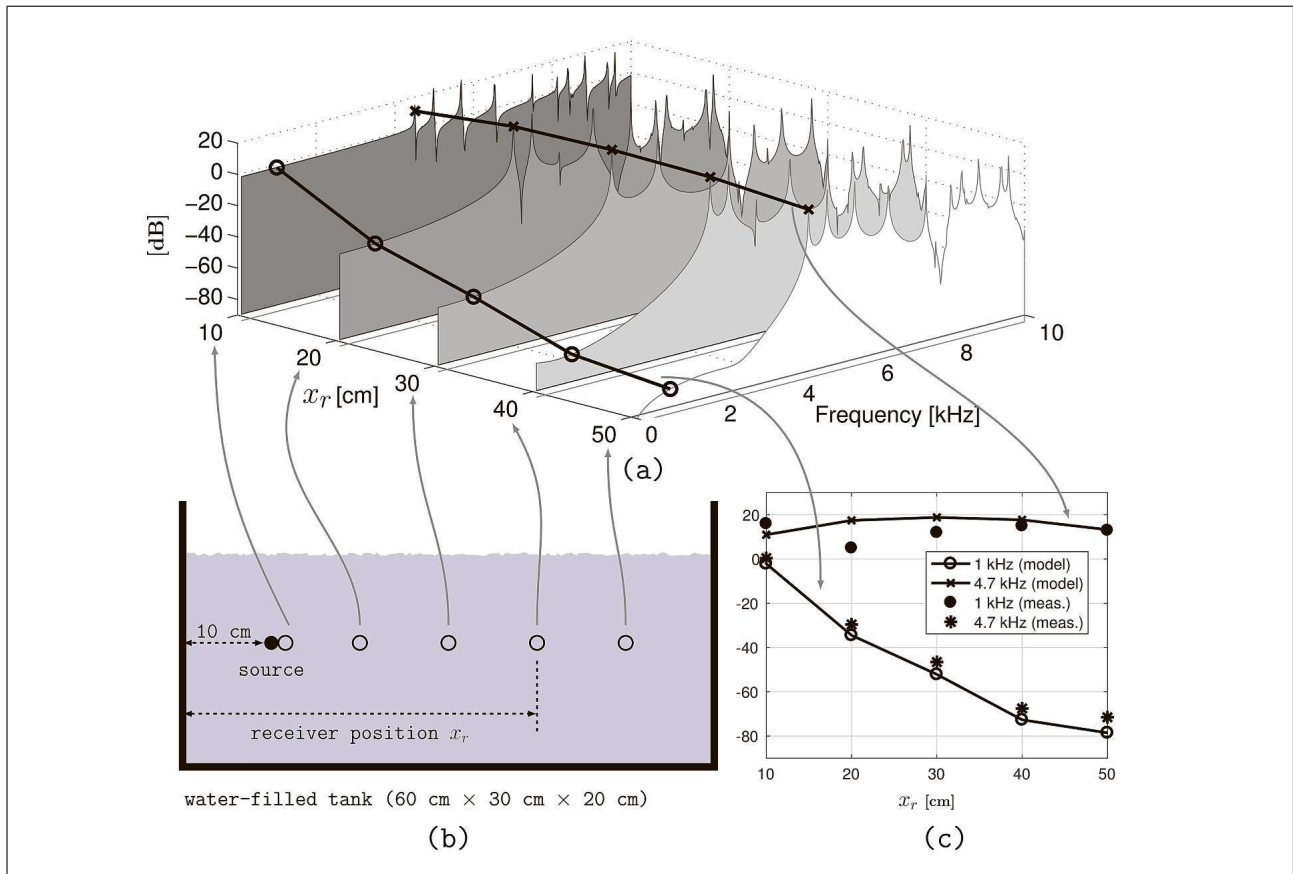 20
0
−20
−40
−60
−80
[dB]
10
20
30
40
50
x_r [cm]
0
2
4
6
8
10
Frequency [kHz]
(a)
10 cm
source
receiver position x_r
water-filled tank (60 cm × 30 cm × 20 cm)
(b)
20
0
-20
-40
-60
-80
1 kHz (model)
4.7 kHz (model)
1 kHz (meas.)
4.7 kHz (meas.)
10
20
30
40
50
x_r [cm]
(c)